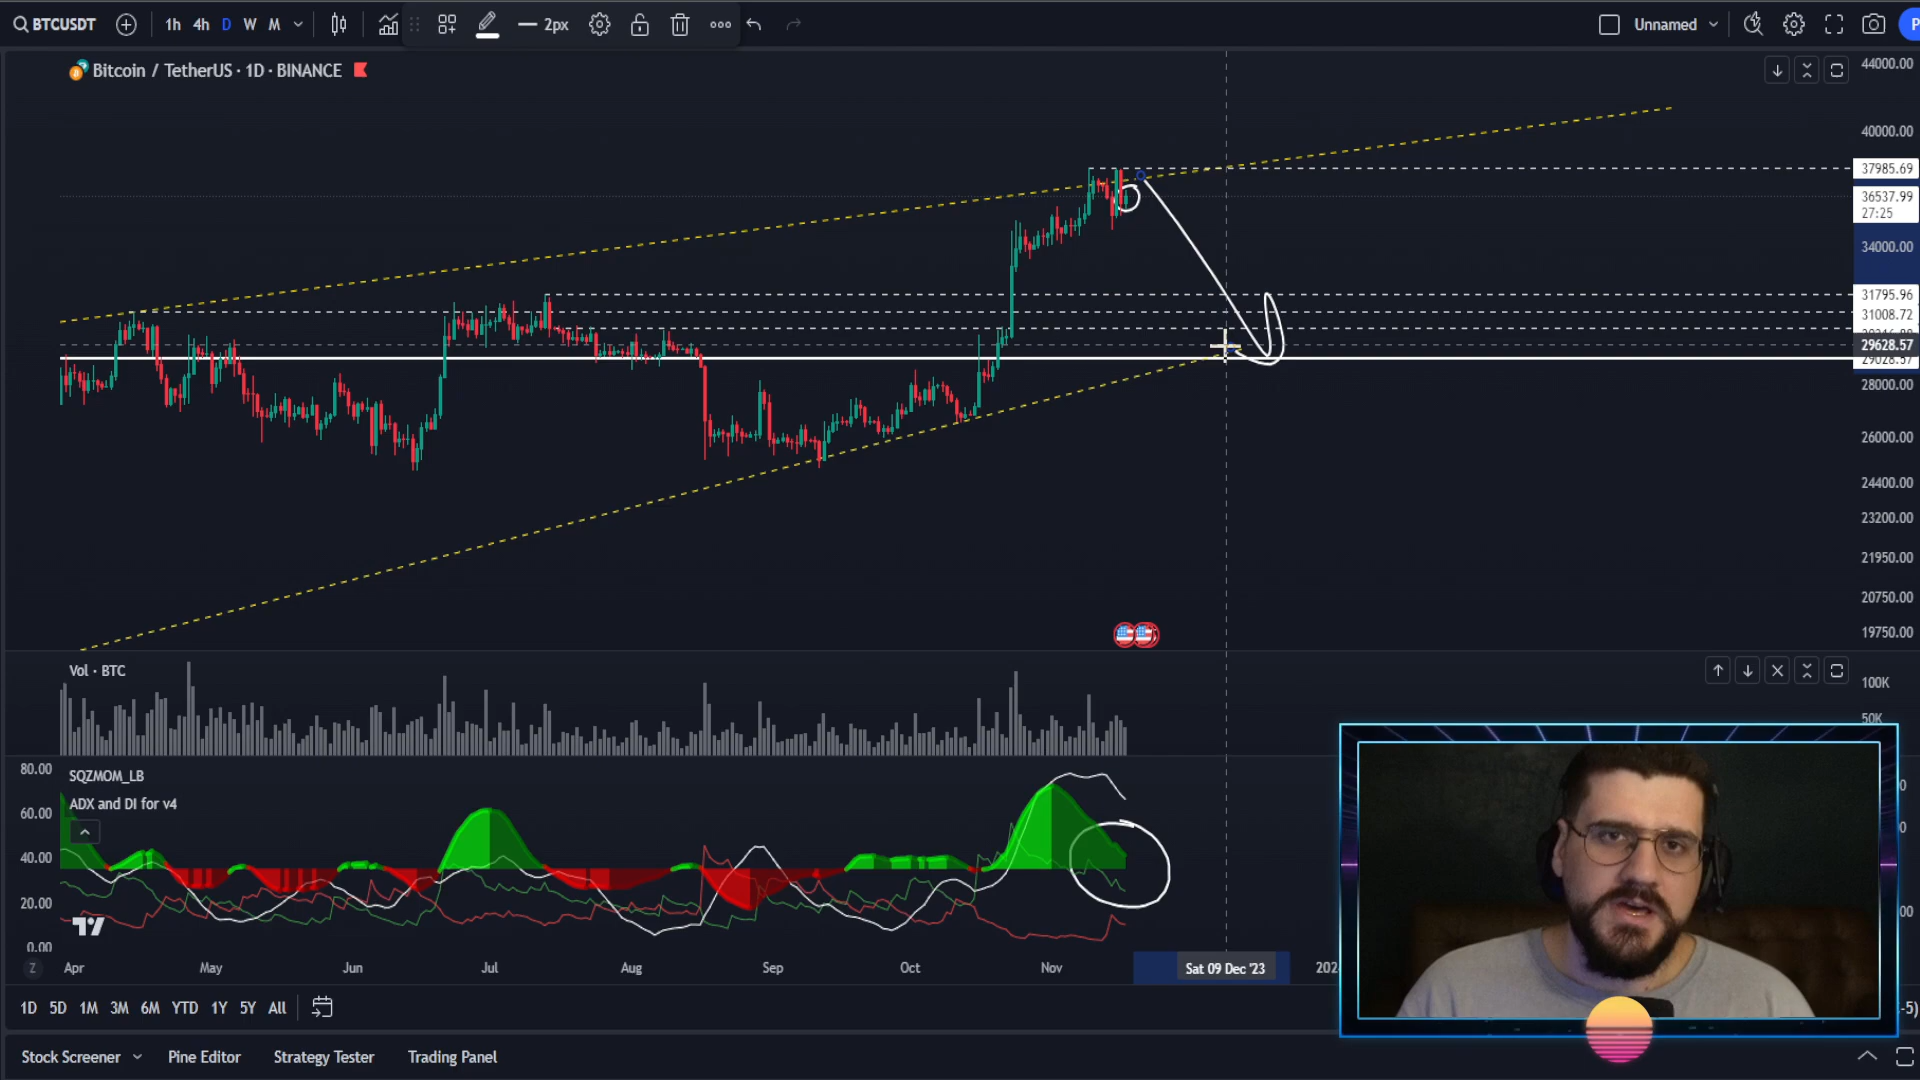 BTCUSDT 1h 4h D W M 2px Unnamed P
Bitcoin / TetherUS · 1D · BINANCE
44000.00
40000.00
37985.69
36537.99
27:25
34000.00
31795.96
31008.72
29628.57
28000.00
26000.00
24400.00
23200.00
21950.00
20750.00
19750.00
Vol · BTC
100K
50K
80.00 SQZMOM_LB
ADX and DI for v4
60.00
40.00
20.00
0.00
Z Apr May Jun Jul Aug Sep Oct Nov Sat 09 Dec '23
1D 5D 1M 3M 6M YTD 1Y 5Y All
Stock Screener Pine Editor Strategy Tester Trading Panel